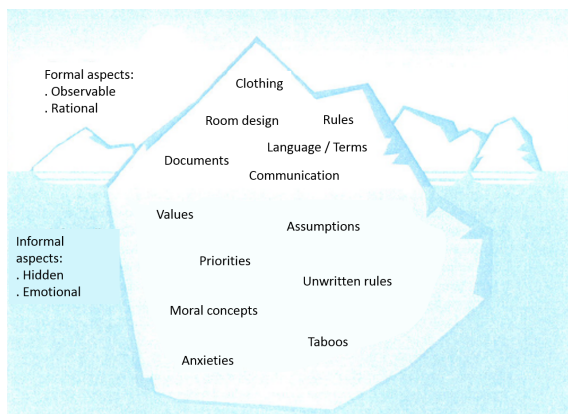 Formal aspects:
. Observable
. Rational
Clothing
Room design
Rules
Language / Terms
Documents
Communication
Values
Assumptions
Informal
aspects:
. Hidden
. Emotional
Priorities
Unwritten rules
Moral concepts
Taboos
Anxieties